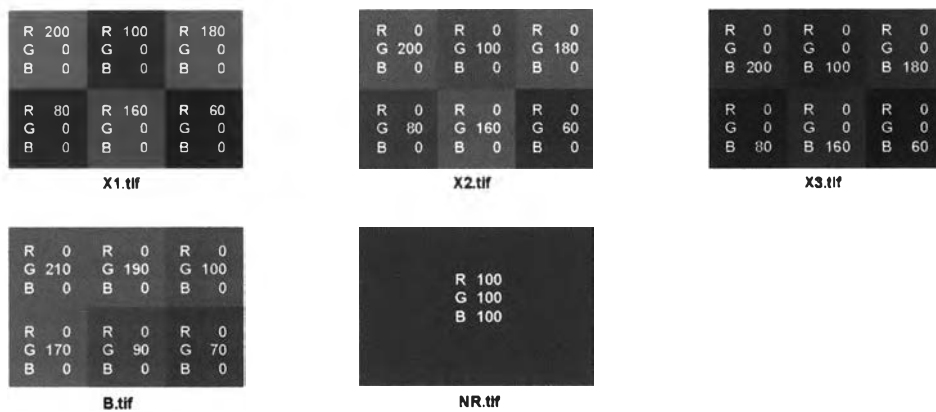 R 200 R 100 R 180
G 0 G 0 G 0
B 0 B 0 B 0
R 80 R 160 R 60
G 0 G 0 G 0
B 0 B 0 B 0
X1.tif
R 0 R 0 R 0
G 200 G 100 G 180
B 0 B 0 B 0
R 0 R 0 R 0
G 80 G 160 G 60
B 0 B 0 B 0
X2.tif
R 0 R 0 R 0
G 0 G 0 G 0
B 200 B 100 B 180
R 0 R 0 R 0
G 0 G 0 G 0
B 80 B 160 B 60
X3.tif
R 0 R 0 R 0
G 210 G 190 G 100
B 0 B 0 B 0
R 0 R 0 R 0
G 170 G 90 G 70
B 0 B 0 B 0
B.tif
R 100
G 100
B 100
NR.tif